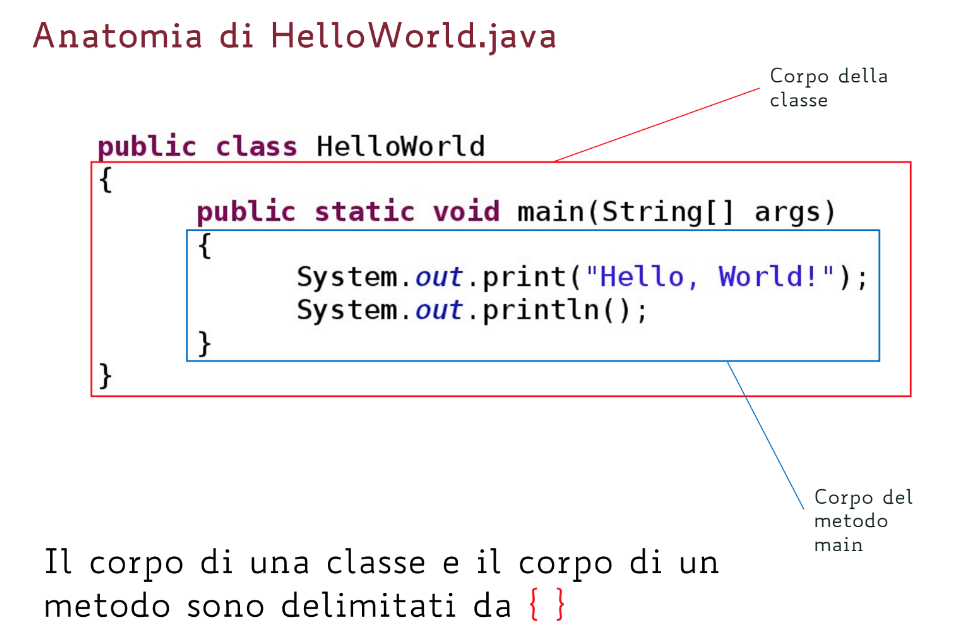 Anatomia di HelloWorld.java
Corpo della
classe
public class HelloWorld
{
public static void main(String[] args)
{
System.out.print("Hello, World!");
System.out.println();
}
}
Corpo del
metodo
main
Il corpo di una classe e il corpo di un
metodo sono delimitati da { }